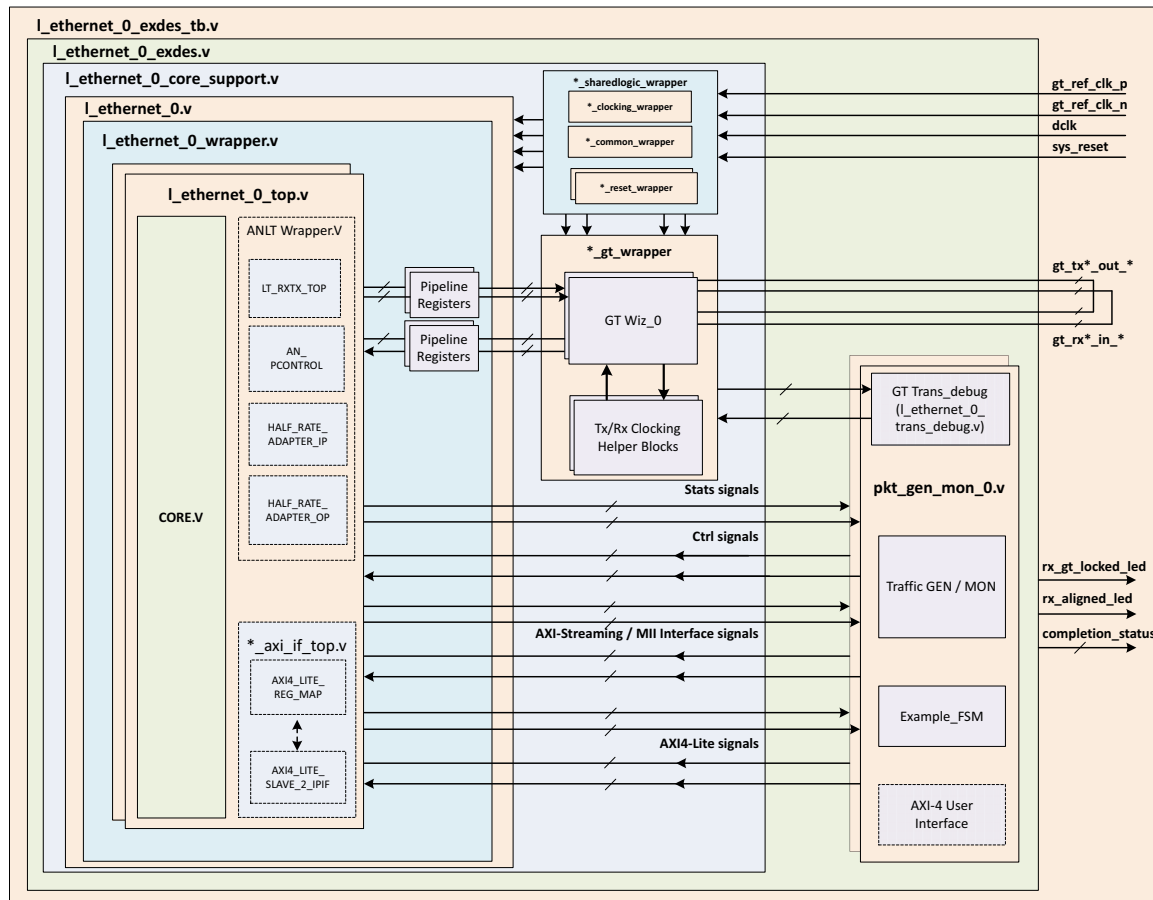 l_ethernet_0_exdes_tb.v
l_ethernet_0_exdes.v
l_ethernet_0_core_support.v
l_ethernet_0.v
l_ethernet_0_wrapper.v
l_ethernet_0_top.v
CORE.V
ANLT Wrapper.V
LT_RXTX_TOP
AN_
PCONTROL
HALF_RATE_
ADAPTER_IP
HALF_RATE_
ADAPTER_OP
*_axi_if_top.v
AXI4_LITE_
REG_MAP
AXI4_LITE_
SLAVE_2_IPIF
Pipeline
Registers
Pipeline
Registers
*_sharedlogic_wrapper
*_clocking_wrapper
*_common_wrapper
*_reset_wrapper
*_gt_wrapper
GT Wiz_0
Tx/Rx Clocking
Helper Blocks
Stats signals
Ctrl signals
AXI-Streaming / MII Interface signals
AXI4-Lite signals
GT Trans_debug
(l_ethernet_0_
trans_debug.v)
pkt_gen_mon_0.v
Traffic GEN / MON
Example_FSM
AXI-4 User
Interface
gt_ref_clk_p
gt_ref_clk_n
dclk
sys_reset
gt_tx*_out_*
gt_rx*_in_*
rx_gt_locked_led
rx_aligned_led
completion_status